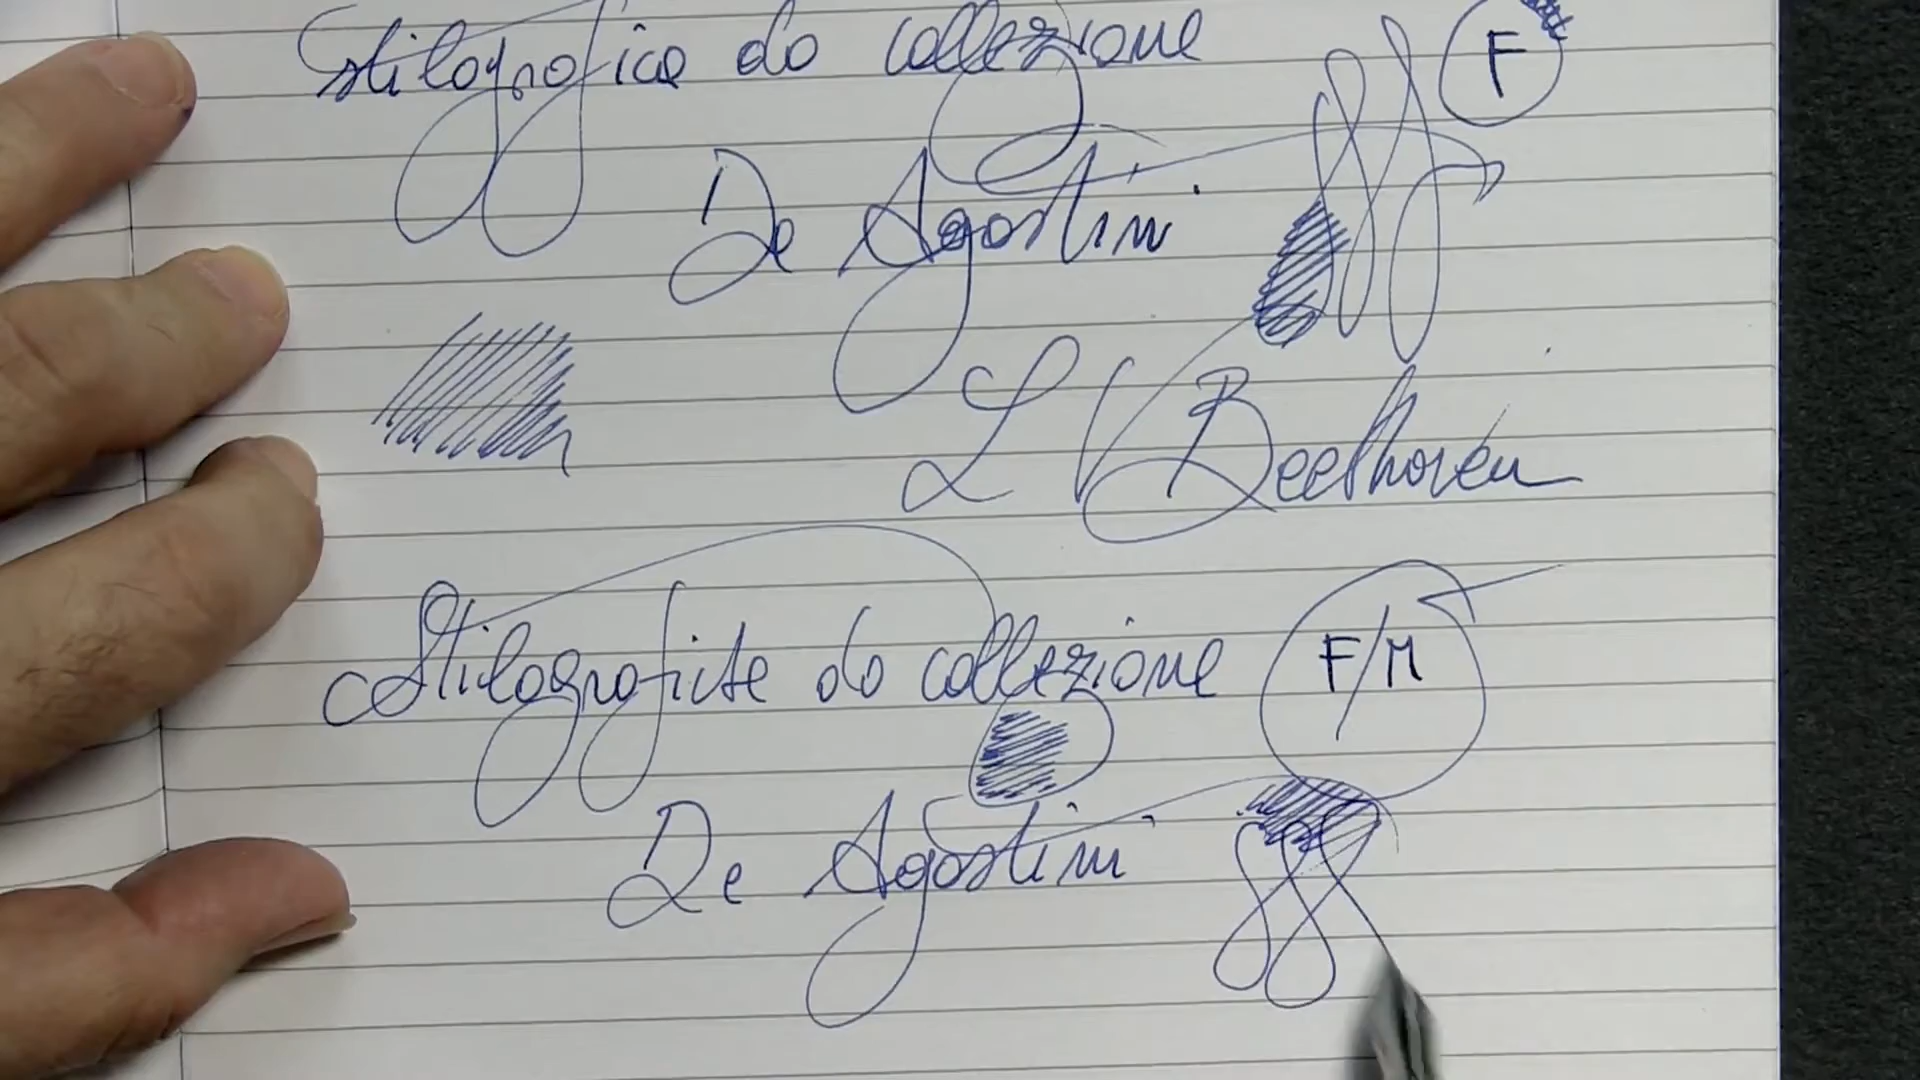 Stilografica da collezione F
De Agostini
L V Beethoven
Stilografiche da collezione F/M
De Agostini